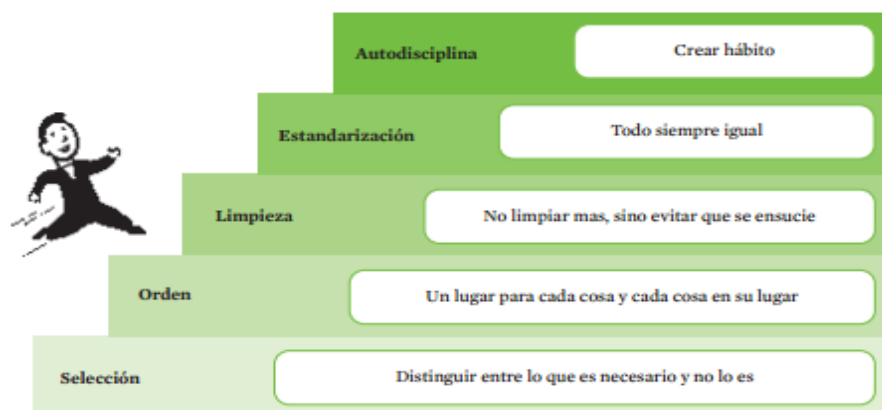 Autodisciplina Crear hábito
Estandarización Todo siempre igual
Limpieza No limpiar mas, sino evitar que se ensucie
Orden Un lugar para cada cosa y cada cosa en su lugar
Selección Distinguir entre lo que es necesario y no lo es